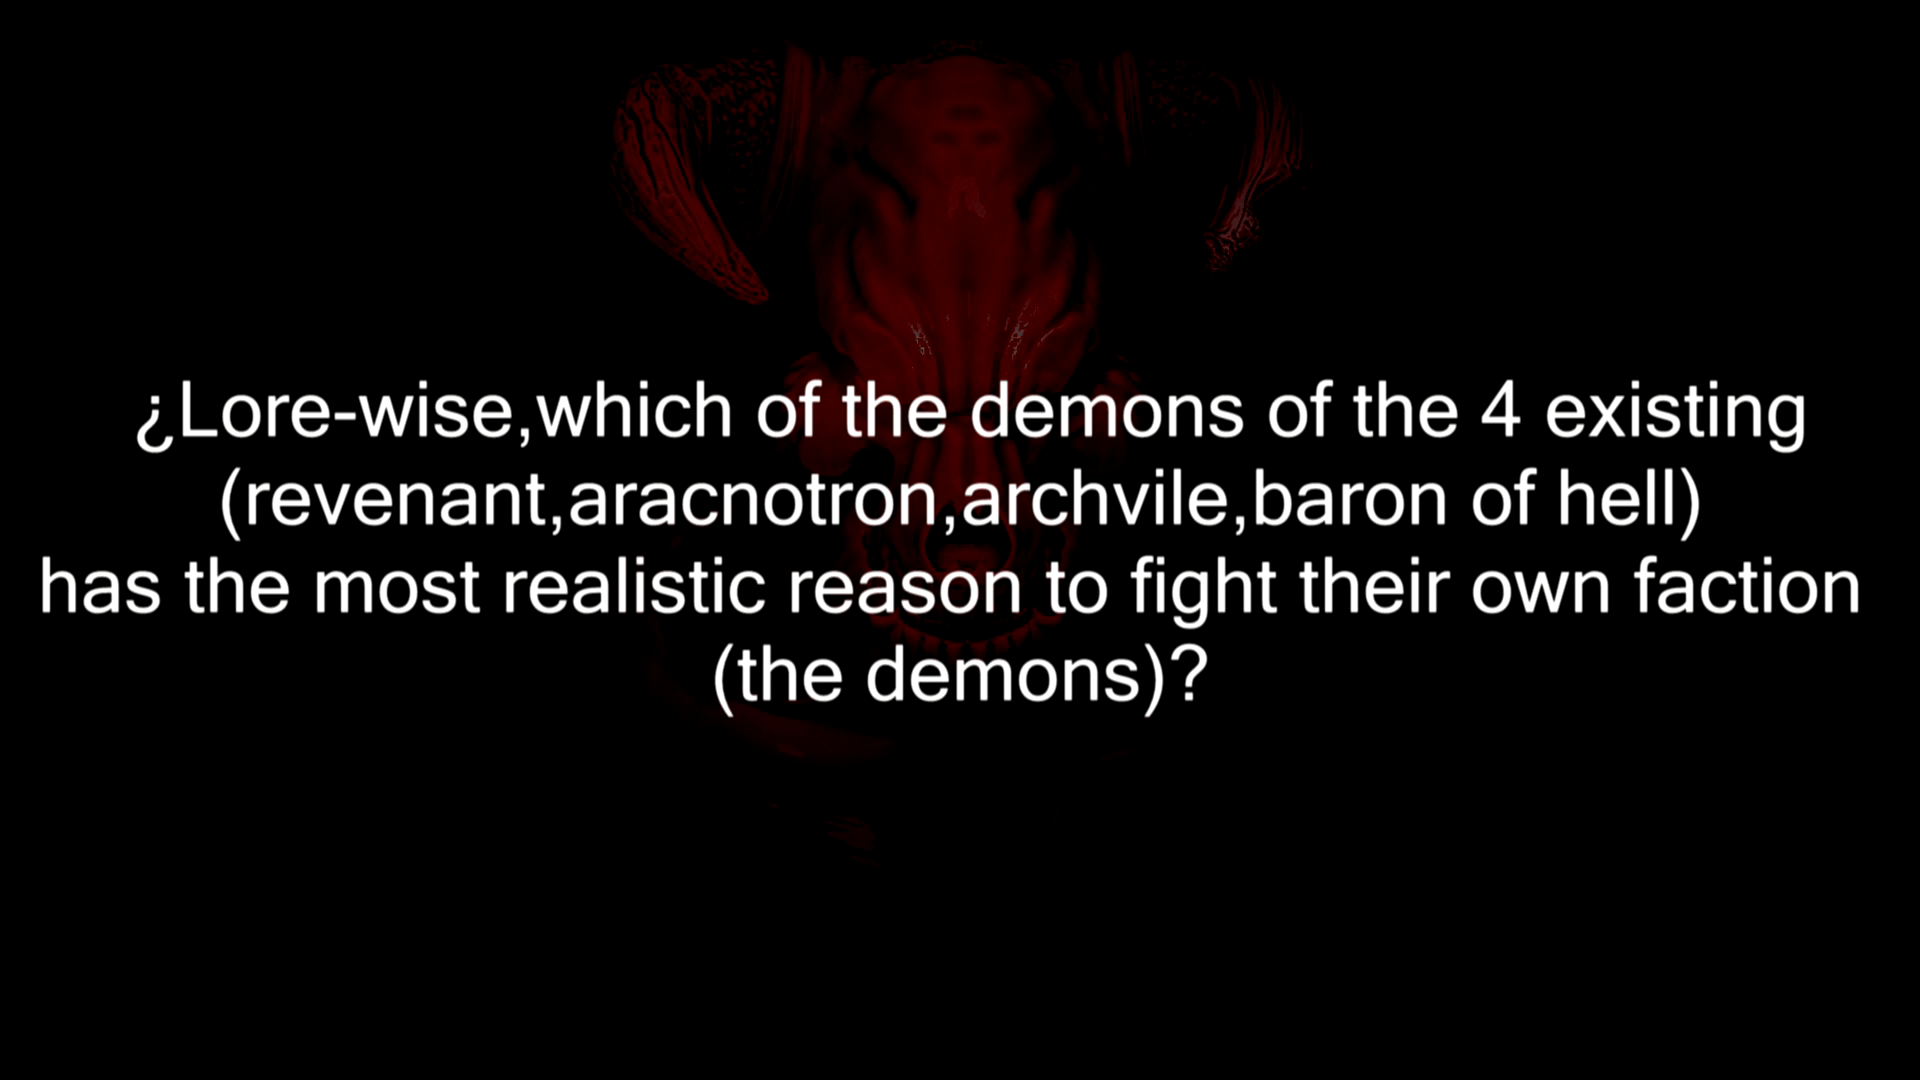 ¿Lore-wise,which of the demons of the 4 existing
(revenant,aracnotron,archvile,baron of hell)
has the most realistic reason to fight their own faction
(the demons)?